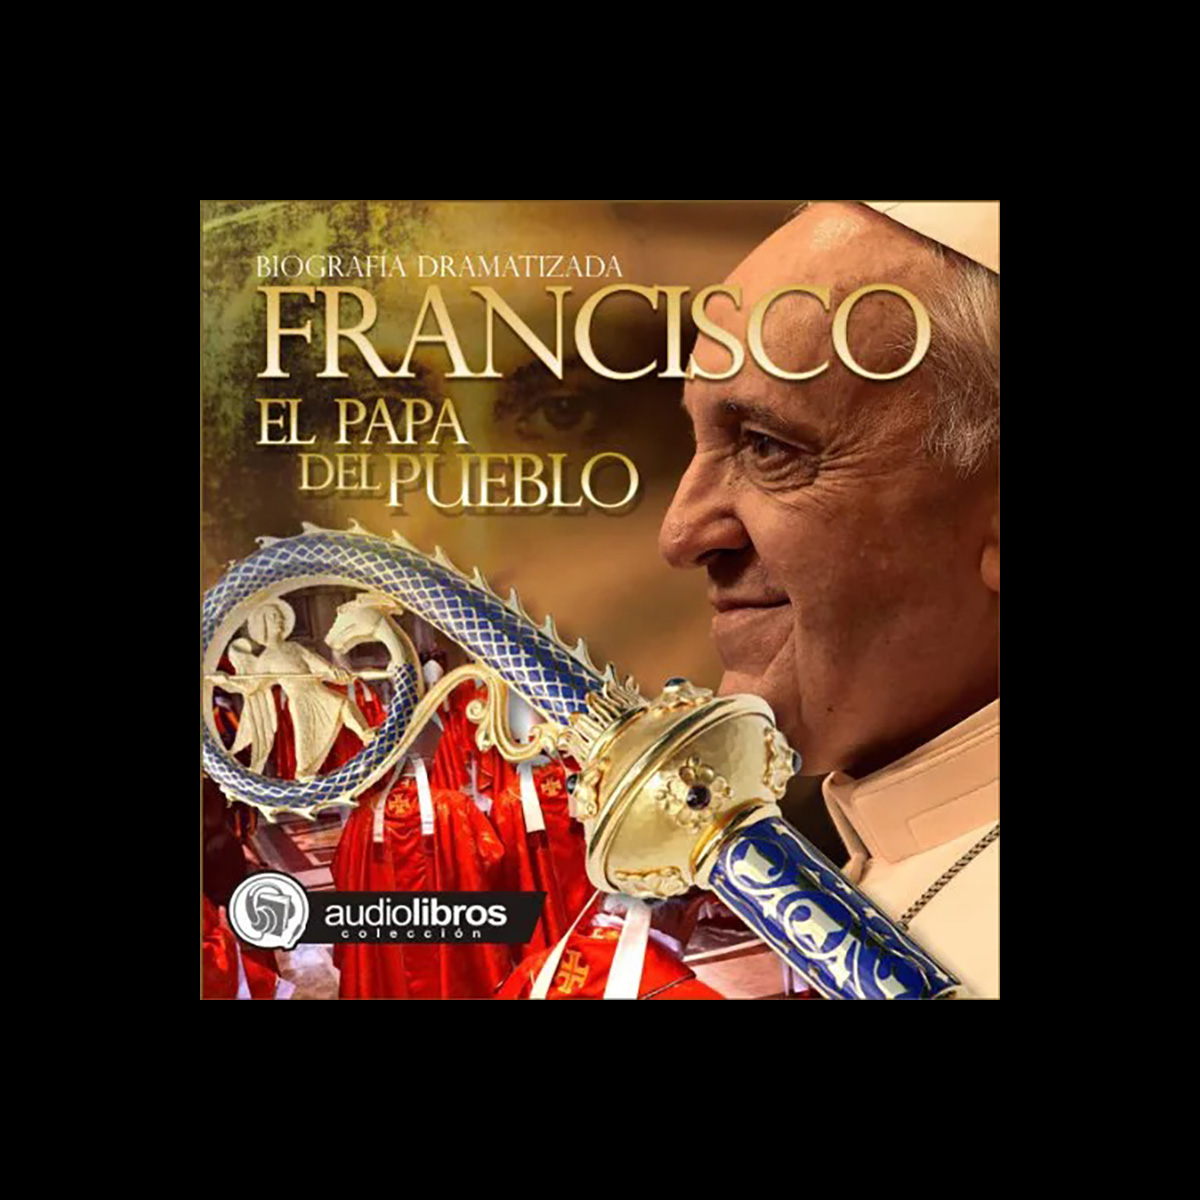 BIOGRAFÍA DRAMATIZADA
FRANCISCO
EL PAPA
DEL PUEBLO
audiolibros
colección